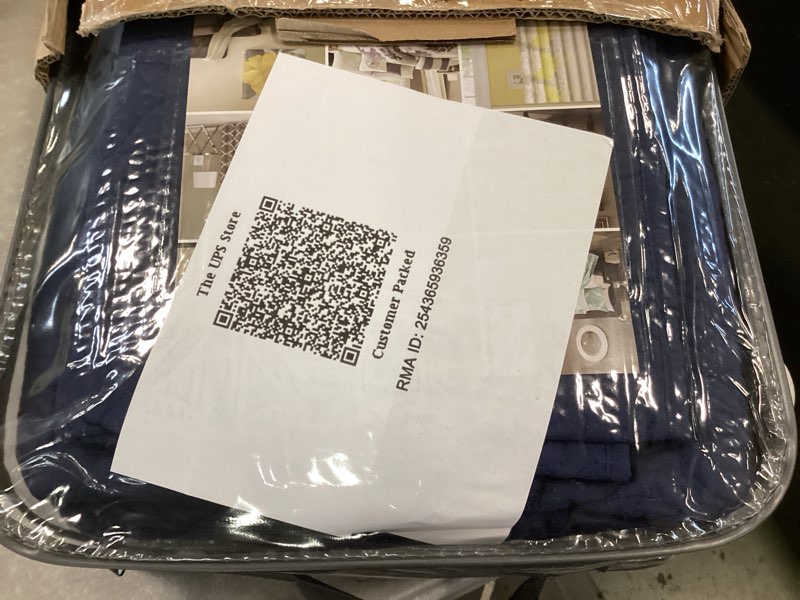 The UPS Store
Customer Packed
RMA ID: 254365936359